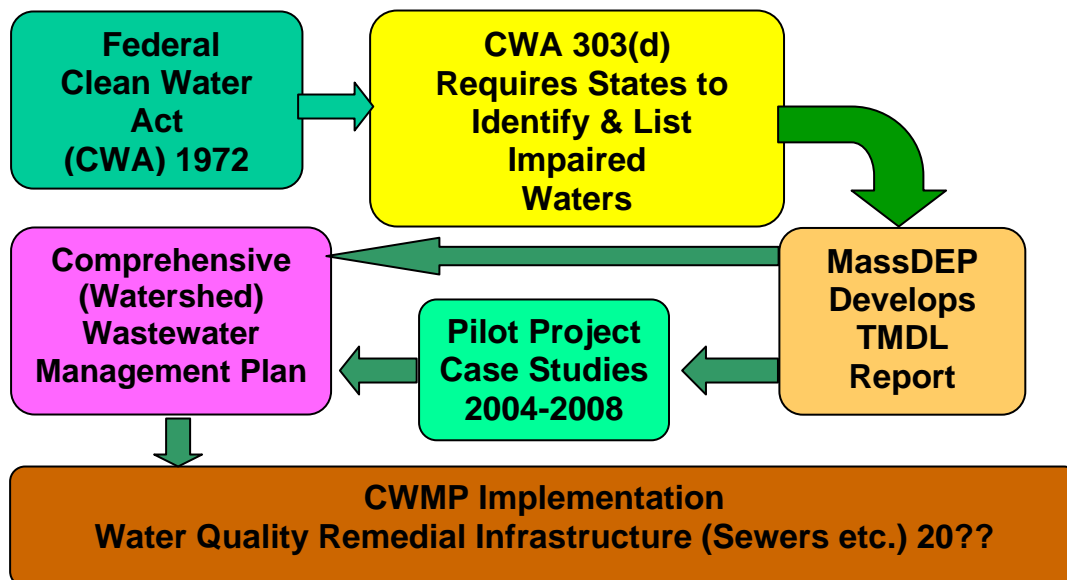 Federal
Clean Water
Act
(CWA) 1972
CWA 303(d)
Requires States to
Identify & List
Impaired
Waters
MassDEP
Develops
TMDL
Report
Pilot Project
Case Studies
2004-2008
Comprehensive
(Watershed)
Wastewater
Management Plan
CWMP Implementation
Water Quality Remedial Infrastructure (Sewers etc.) 20??